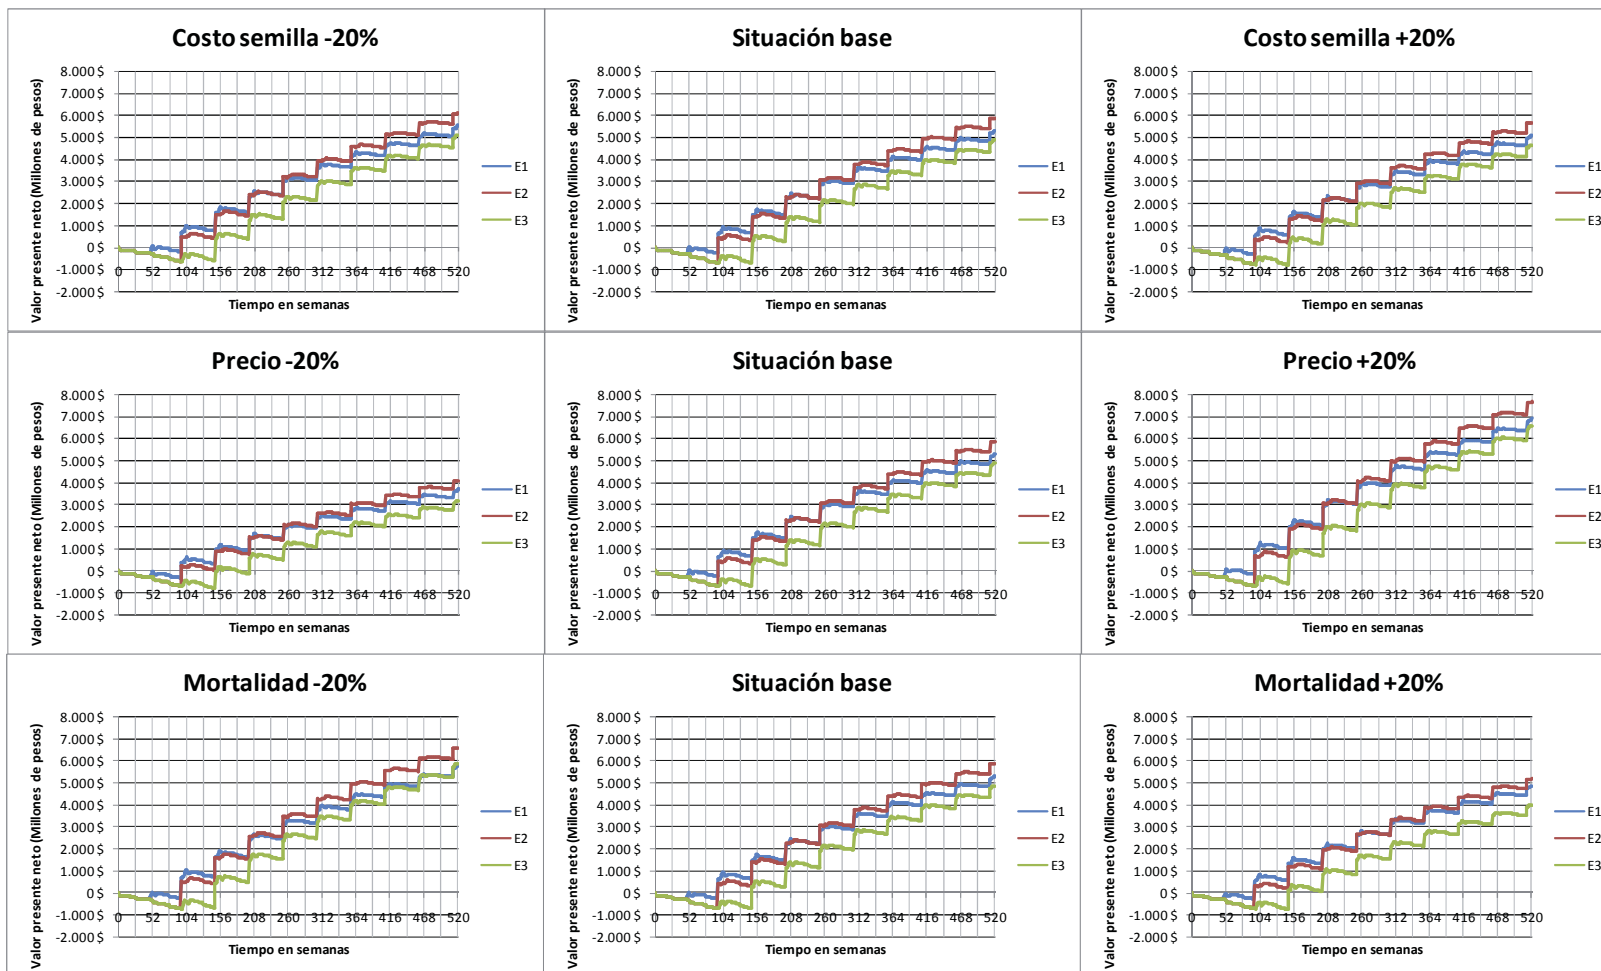 Costo semilla -20%
Valor presente neto (Millones de pesos)
8.000 $
7.000 $
6.000 $
5.000 $
4.000 $
3.000 $
2.000 $
1.000 $
0 $
-1.000 $
-2.000 $
0 52 104 156 208 260 312 364 416 468 520
Tiempo en semanas
E1
E2
E3
Situación base
Valor presente neto (Millones de pesos)
8.000 $
7.000 $
6.000 $
5.000 $
4.000 $
3.000 $
2.000 $
1.000 $
0 $
-1.000 $
-2.000 $
0 52 104 156 208 260 312 364 416 468 520
Tiempo en semanas
E1
E2
E3
Costo semilla +20%
Valor presente neto (Millones de pesos)
8.000 $
7.000 $
6.000 $
5.000 $
4.000 $
3.000 $
2.000 $
1.000 $
0 $
-1.000 $
-2.000 $
0 52 104 156 208 260 312 364 416 468 520
Tiempo en semanas
E1
E2
E3
Precio -20%
Valor presente neto (Millones de pesos)
8.000 $
7.000 $
6.000 $
5.000 $
4.000 $
3.000 $
2.000 $
1.000 $
0 $
-1.000 $
-2.000 $
0 52 104 156 208 260 312 364 416 468 520
Tiempo en semanas
E1
E2
E3
Situación base
Valor presente neto (Millones de pesos)
8.000 $
7.000 $
6.000 $
5.000 $
4.000 $
3.000 $
2.000 $
1.000 $
0 $
-1.000 $
-2.000 $
0 52 104 156 208 260 312 364 416 468 520
Tiempo en semanas
E1
E2
E3
Precio +20%
Valor presente neto (Millones de pesos)
8.000 $
7.000 $
6.000 $
5.000 $
4.000 $
3.000 $
2.000 $
1.000 $
0 $
-1.000 $
-2.000 $
0 52 104 156 208 260 312 364 416 468 520
Tiempo en semanas
E1
E2
E3
Mortalidad -20%
Valor presente neto (Millones de pesos)
8.000 $
7.000 $
6.000 $
5.000 $
4.000 $
3.000 $
2.000 $
1.000 $
0 $
-1.000 $
-2.000 $
0 52 104 156 208 260 312 364 416 468 520
Tiempo en semanas
E1
E2
E3
Situación base
Valor presente neto (Millones de pesos)
8.000 $
7.000 $
6.000 $
5.000 $
4.000 $
3.000 $
2.000 $
1.000 $
0 $
-1.000 $
-2.000 $
0 52 104 156 208 260 312 364 416 468 520
Tiempo en semanas
E1
E2
E3
Mortalidad +20%
Valor presente neto (Millones de pesos)
8.000 $
7.000 $
6.000 $
5.000 $
4.000 $
3.000 $
2.000 $
1.000 $
0 $
-1.000 $
-2.000 $
0 52 104 156 208 260 312 364 416 468 520
Tiempo en semanas
E1
E2
E3